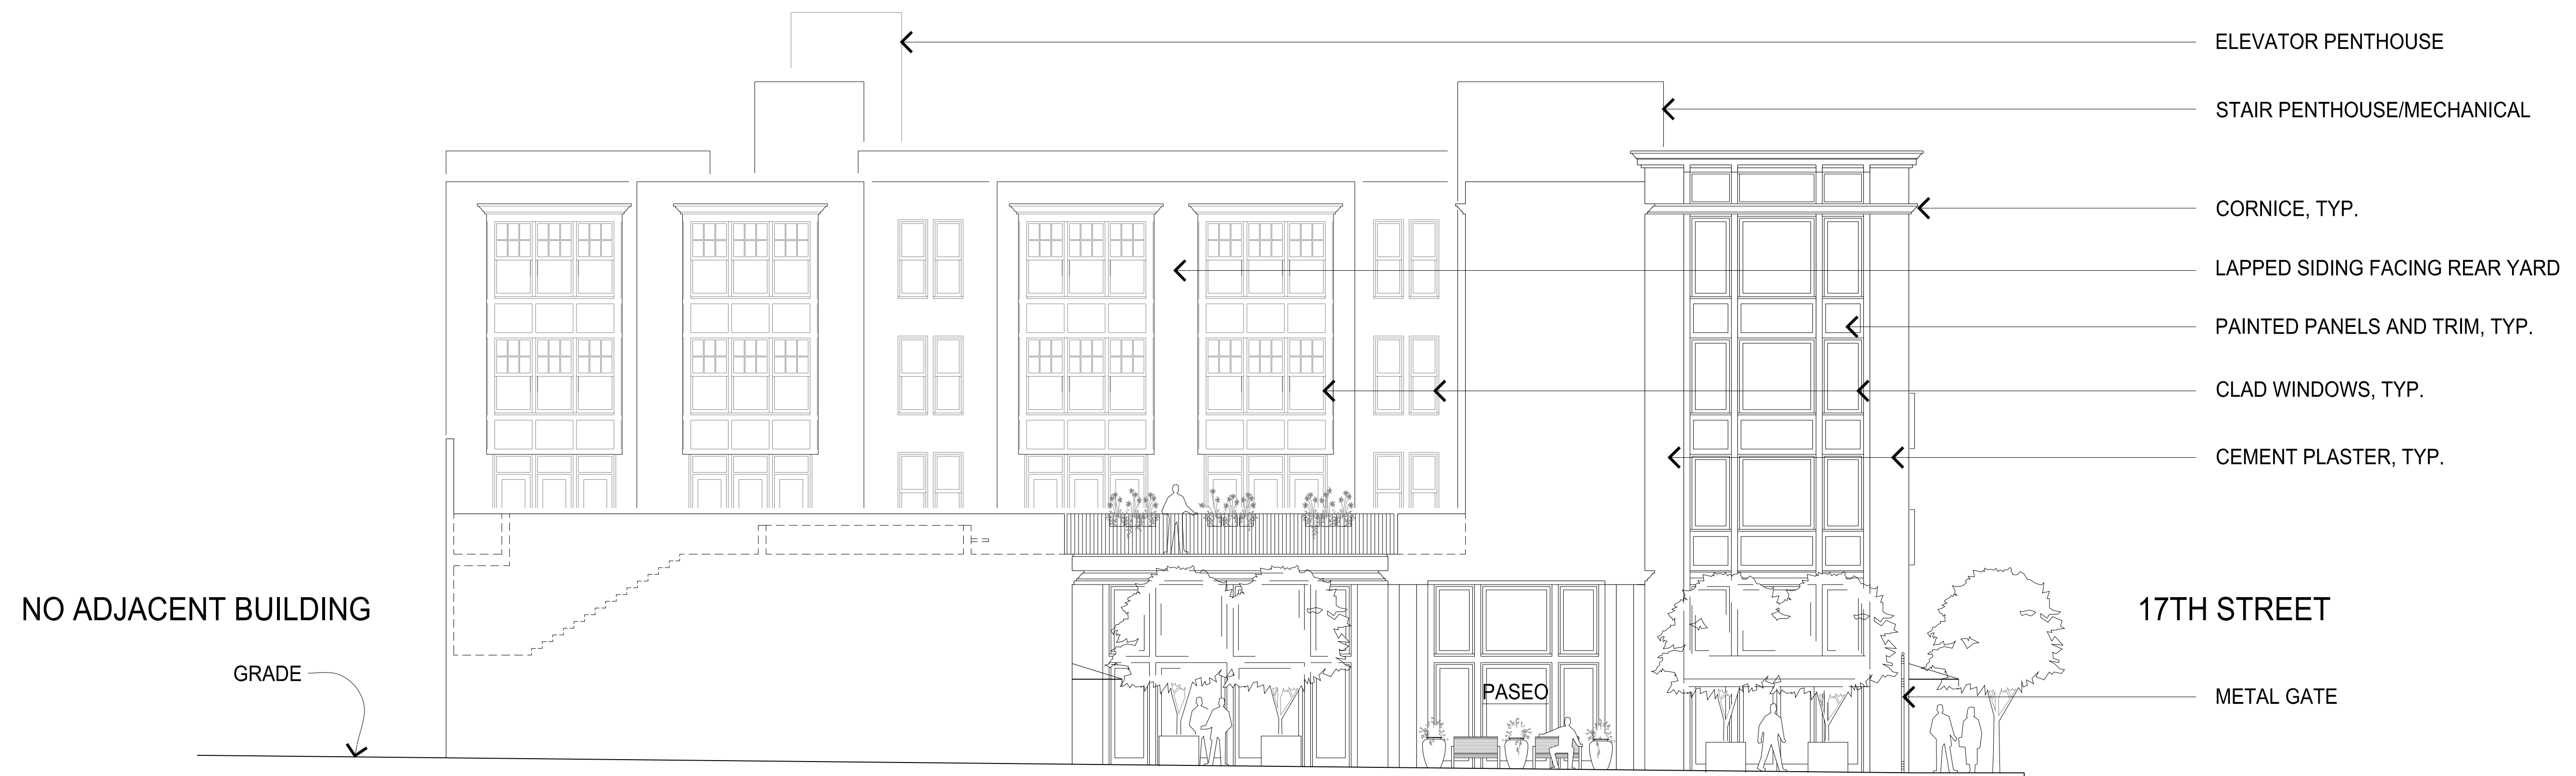 ELEVATOR PENTHOUSE
STAIR PENTHOUSE/MECHANICAL
CORNICE, TYP.
LAPPED SIDING FACING REAR YARD
PAINTED PANELS AND TRIM, TYP.
CLAD WINDOWS, TYP.
CEMENT PLASTER, TYP.
NO ADJACENT BUILDING
17TH STREET
GRADE
PASEO
METAL GATE